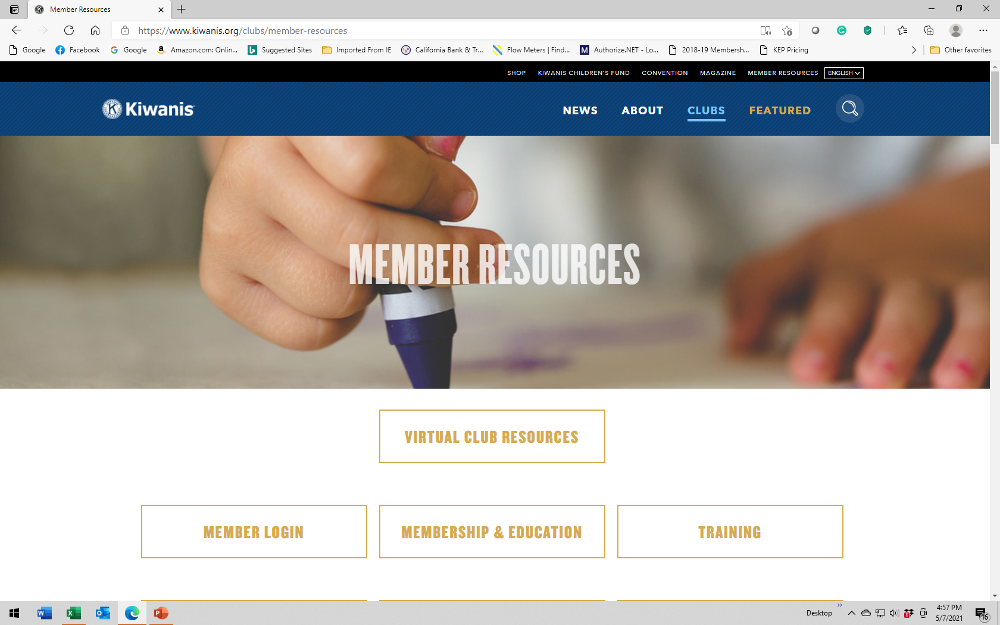 Member Resources
https://www.kiwanis.org/clubs/member-resources
Google Facebook Google Amazon.com: Onlin... Suggested Sites Imported From IE California Bank & Tr... Flow Meters | Find... Authorize.NET - Lo... 2018-19 Membersh... KEP Pricing Other favorites
SHOP KIWANIS CHILDREN'S FUND CONVENTION MAGAZINE MEMBER RESOURCES ENGLISH
Kiwanis NEWS ABOUT CLUBS FEATURED
MEMBER RESOURCES
VIRTUAL CLUB RESOURCES
MEMBER LOGIN MEMBERSHIP & EDUCATION TRAINING
Desktop 4:57 PM
5/7/2021
16